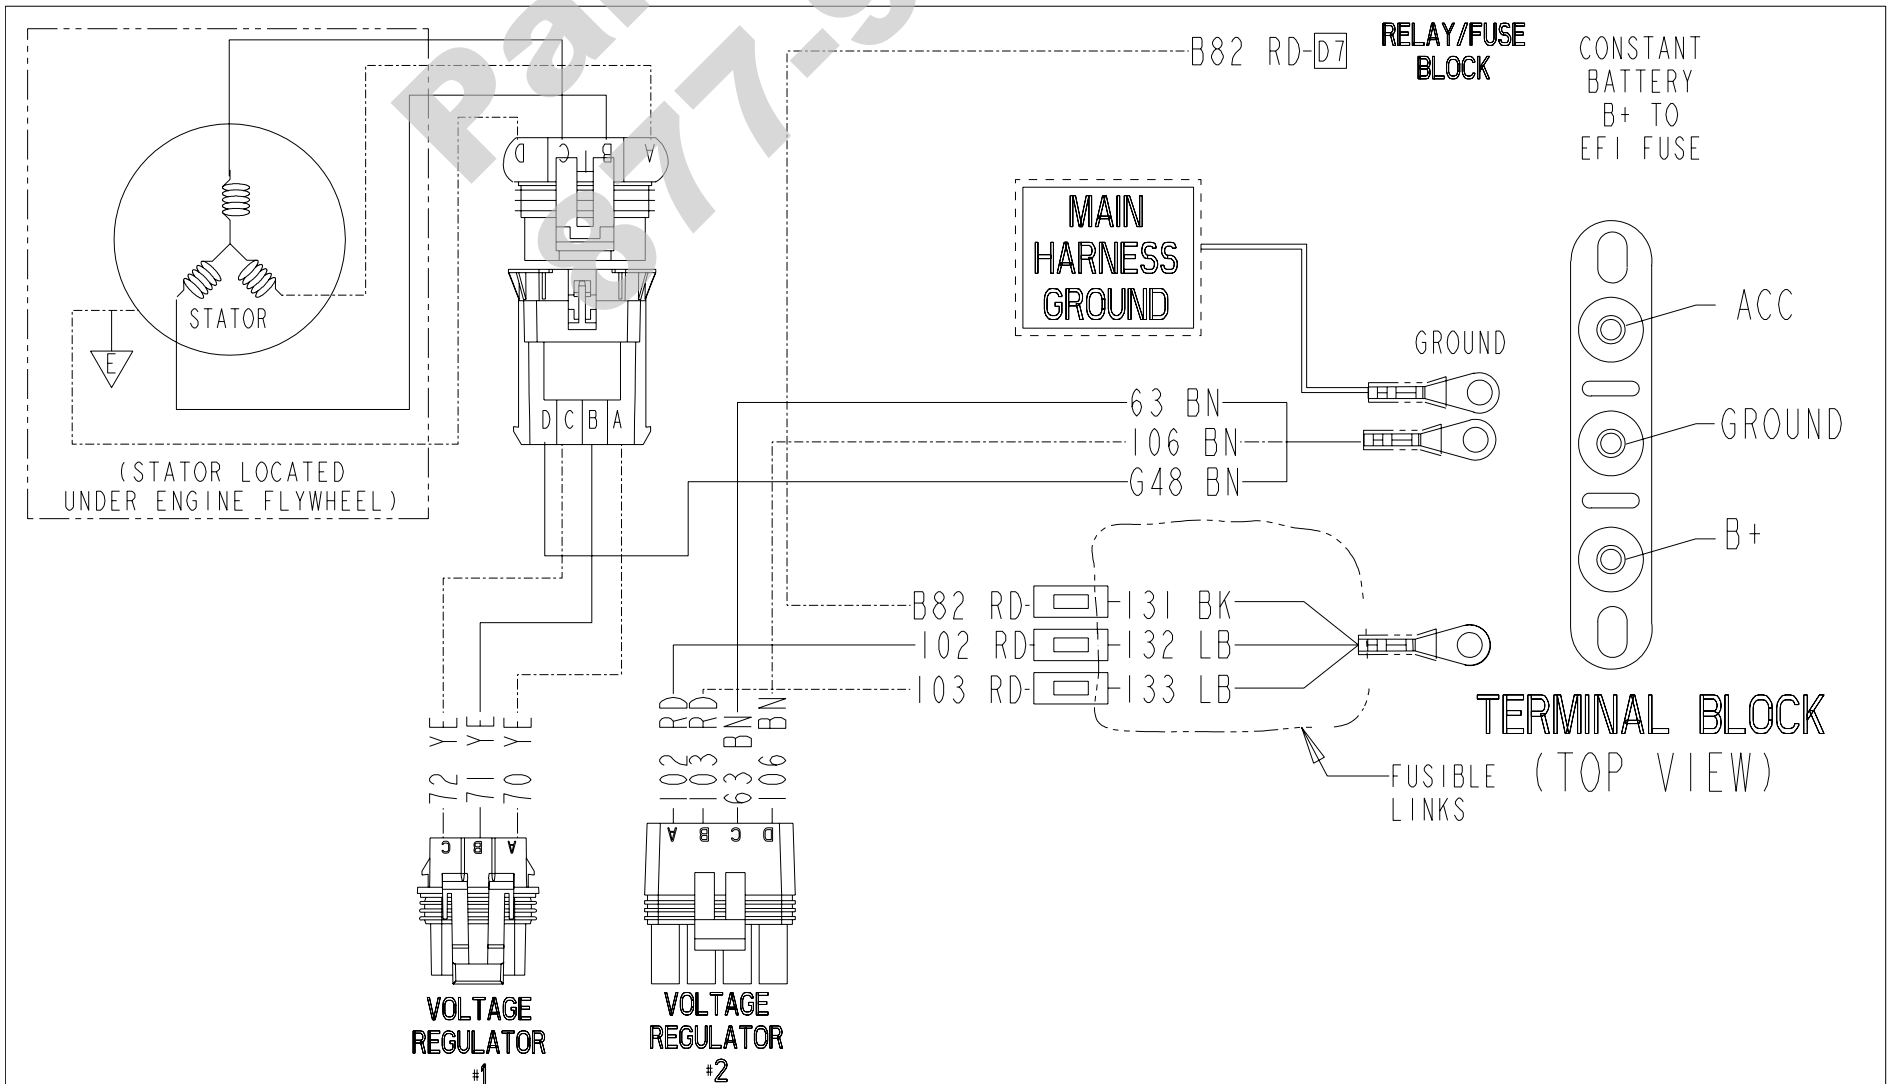 Pa
877-9
B82 RD
D7
RELAY/FUSE
BLOCK
CONSTANT
BATTERY
B+ TO
EFI FUSE
D C B A
STATOR
E
MAIN
HARNESS
GROUND
ACC
GROUND
GROUND
B+
D C B A
63 BN
106 BN
G48 BN
(STATOR LOCATED
UNDER ENGINE FLYWHEEL)
B82 RD
131 BK
102 RD
132 LB
103 RD
133 LB
TERMINAL BLOCK
(TOP VIEW)
FUSIBLE
LINKS
72 YE
71 YE
70 YE
102 RD
103 RD
63 BN
106 BN
C B A
A B C D
VOLTAGE
REGULATOR
#1
VOLTAGE
REGULATOR
#2